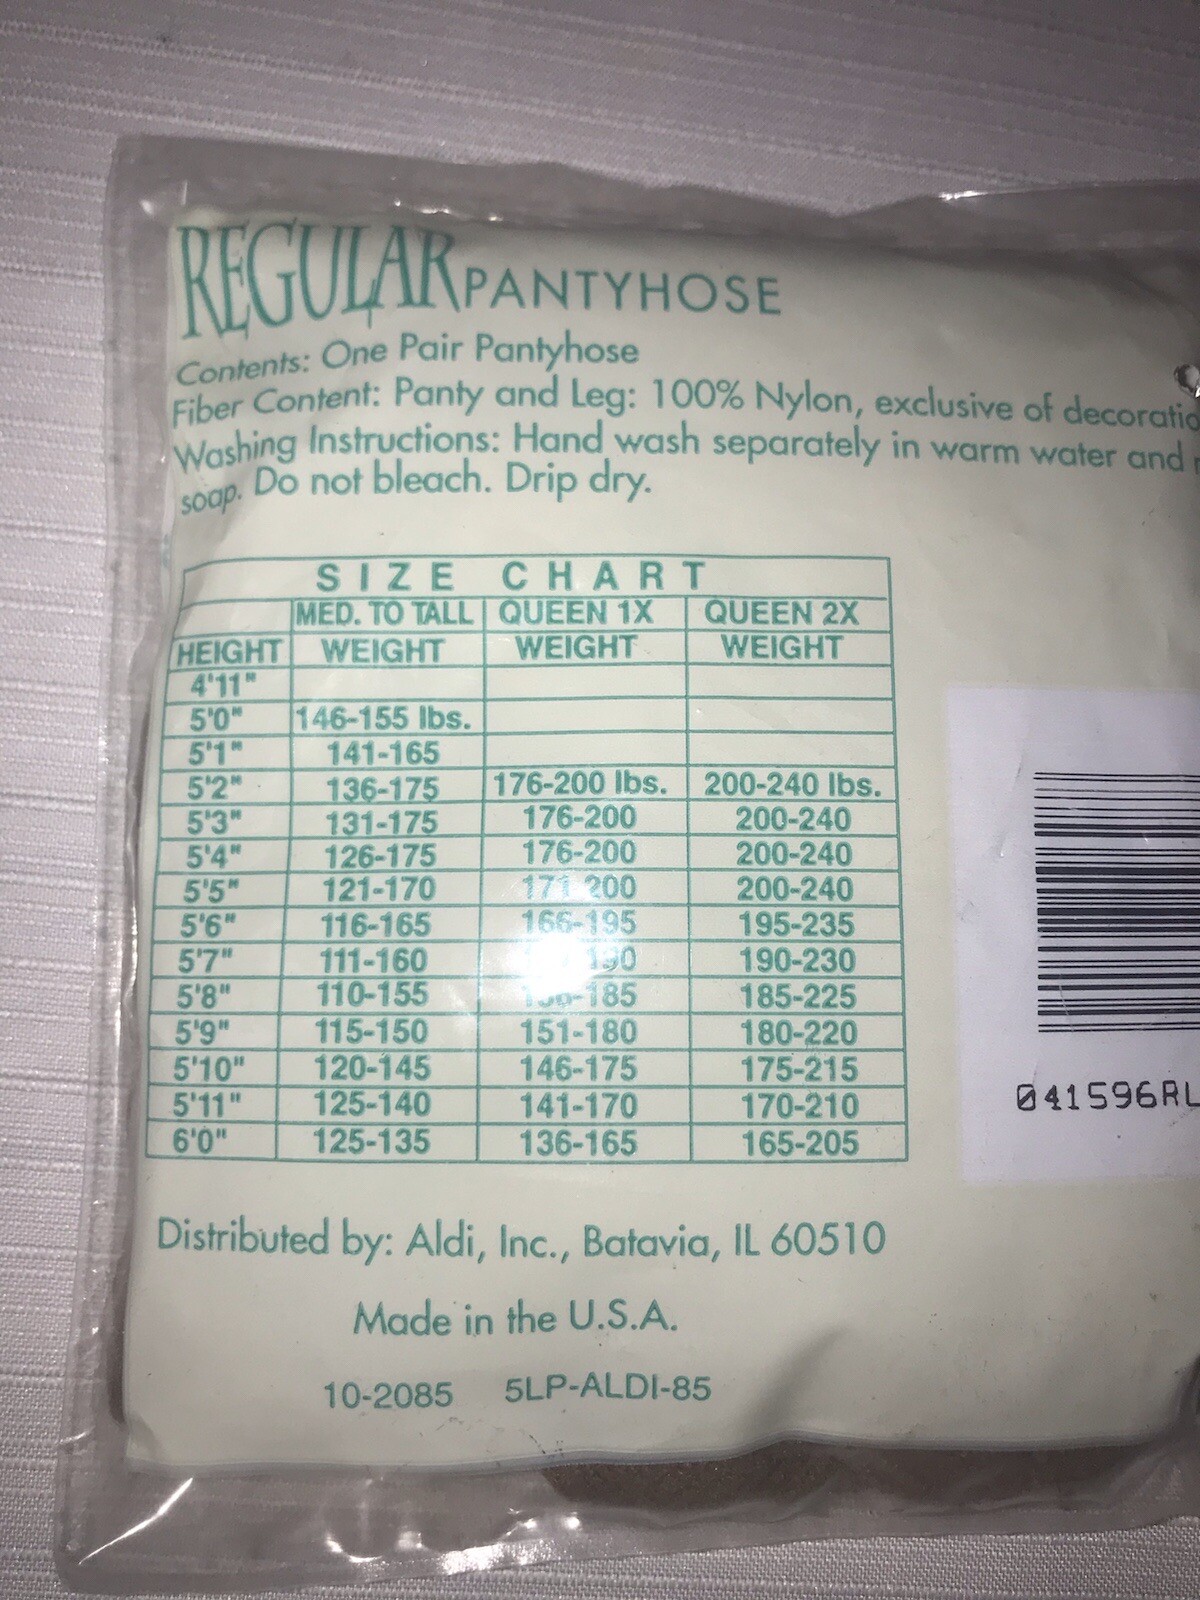 REGULAR PANTYHOSE
Contents: One Pair Pantyhose
Fiber Content: Panty and Leg: 100% Nylon, exclusive of
Washing Instructions: Hand wash separately in warm water and
soap. Do not bleach. Drip dry.
SIZE CHART
MED. TO TALL QUEEN 1X QUEEN 2X
HEIGHT WEIGHT WEIGHT WEIGHT
4'11"
5'0" 146-155 lbs.
5'1" 141-165
5'2" 136-175 176-200 lbs. 200-240 lbs.
5'3" 131-175 176-200 200-240
5'4" 126-175 176-200 200-240
5'5" 121-170 171-200 200-240
5'6" 116-165 166-195 195-235
5'7" 111-160 190-230
5'8" 110-155 185-225
5'9" 115-150 151-180 180-220
5'10" 120-145 146-175 175-215
5'11" 125-140 141-170 170-210
6'0" 125-135 136-165 165-205
041596RL
Distributed by: Aldi, Inc., Batavia, IL 60510
Made in the U.S.A.
10-2085 5LP-ALDI-85